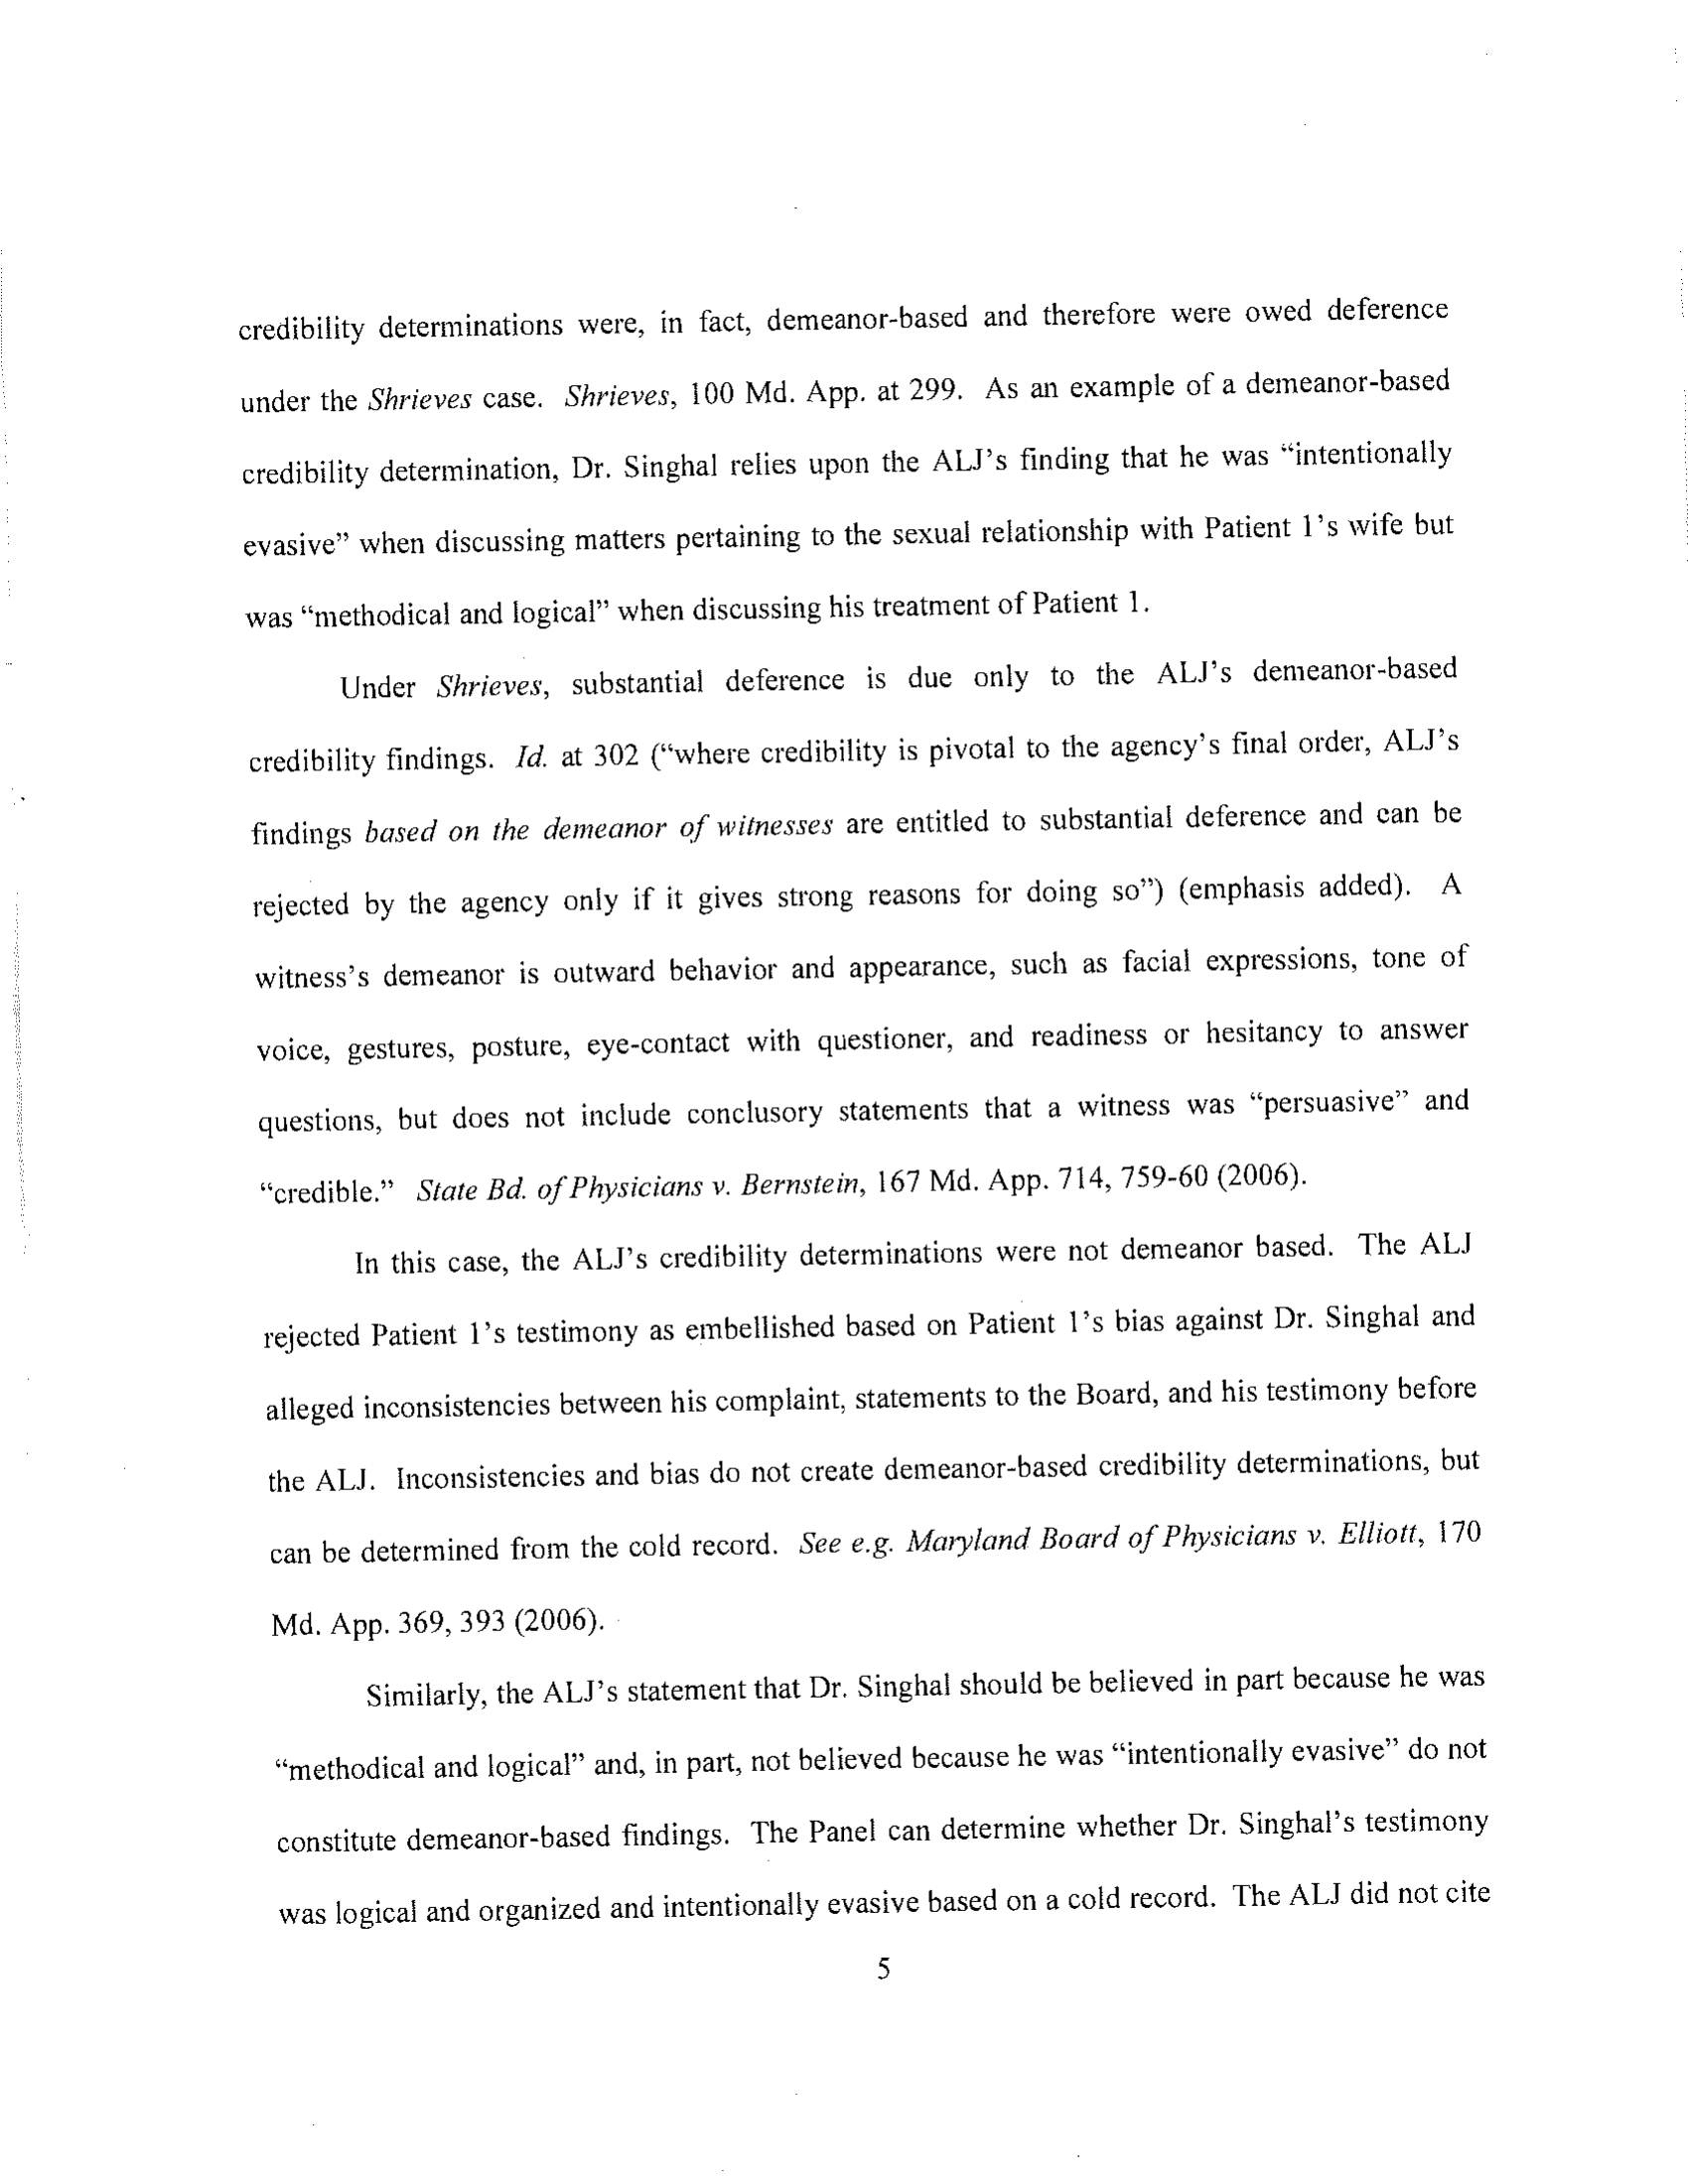 credibility determinations were, in fact, demeanor-based and therefore were owed deference
under the Shrieves case. Shrieves, 100 Md. App. at 299. As an example of a demeanor-based
credibility determination, Dr. Singhal relies upon the ALJ's finding that he was “intentionally
evasive” when discussing matters pertaining to the sexual relationship with Patient 1's wife but
was “methodical and logical” when discussing his treatment of Patient 1.
Under Shrieves, substantial deference is due only to the ALJ's demeanor-based
credibility findings. Id. at 302 (“where credibility is pivotal to the agency's final order, ALJ's
findings based on the demeanor of witnesses are entitled to substantial deference and can be
rejected by the agency only if it gives strong reasons for doing so”) (emphasis added). A
witness's demeanor is outward behavior and appearance, such as facial expressions, tone of
voice, gestures, posture, eye-contact with questioner, and readiness or hesitancy to answer
questions, but does not include conclusory statements that a witness was “persuasive” and
“credible.” State Bd. of Physicians v. Bernstein, 167 Md. App. 714, 759-60 (2006).
In this case, the ALJ's credibility determinations were not demeanor based. The ALJ
rejected Patient 1's testimony as embellished based on Patient 1's bias against Dr. Singhal and
alleged inconsistencies between his complaint, statements to the Board, and his testimony before
the ALJ. Inconsistencies and bias do not create demeanor-based credibility determinations, but
can be determined from the cold record. See e.g. Maryland Board of Physicians v. Elliott, 170
Md. App. 369, 393 (2006).
Similarly, the ALJ's statement that Dr. Singhal should be believed in part because he was
“methodical and logical” and, in part, not believed because he was “intentionally evasive” do not
constitute demeanor-based findings. The Panel can determine whether Dr. Singhal's testimony
was logical and organized and intentionally evasive based on a cold record. The ALJ did not cite
5